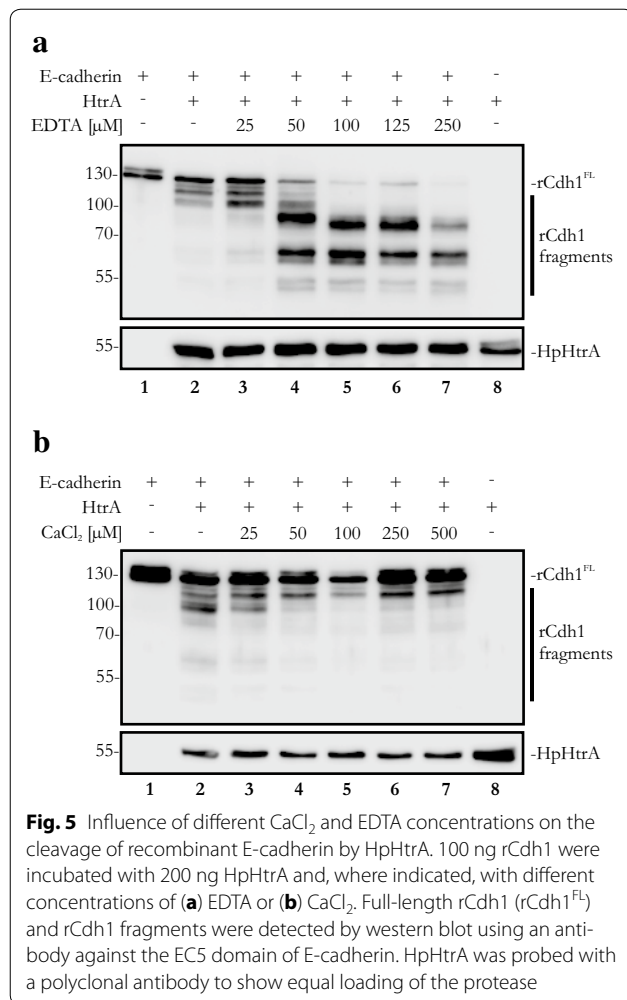 a
E-cadherin + + + + + + + -
HtrA - + + + + + + +
EDTA [µM] - - 25 50 100 125 250 -
130-
100-
70-
55-
-rCdh1FL
rCdh1
fragments
55-
-HpHtrA
1 2 3 4 5 6 7 8
b
E-cadherin + + + + + + + -
HtrA - + + + + + + +
CaCl₂ [µM] - - 25 50 100 250 500 -
130-
100-
70-
55-
-rCdh1FL
rCdh1
fragments
55-
-HpHtrA
1 2 3 4 5 6 7 8
Fig. 5 Influence of different CaCl₂ and EDTA concentrations on the
cleavage of recombinant E-cadherin by HpHtrA. 100 ng rCdh1 were
incubated with 200 ng HpHtrA and, where indicated, with different
concentrations of (a) EDTA or (b) CaCl₂. Full-length rCdh1 (rCdh1FL)
and rCdh1 fragments were detected by western blot using an anti-
body against the EC5 domain of E-cadherin. HpHtrA was probed with
a polyclonal antibody to show equal loading of the protease